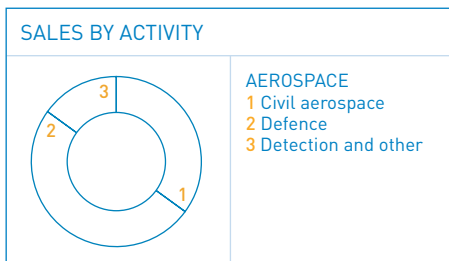 SALES BY ACTIVITY
3
2
1
AEROSPACE
1 Civil aerospace
2 Defence
3 Detection and other